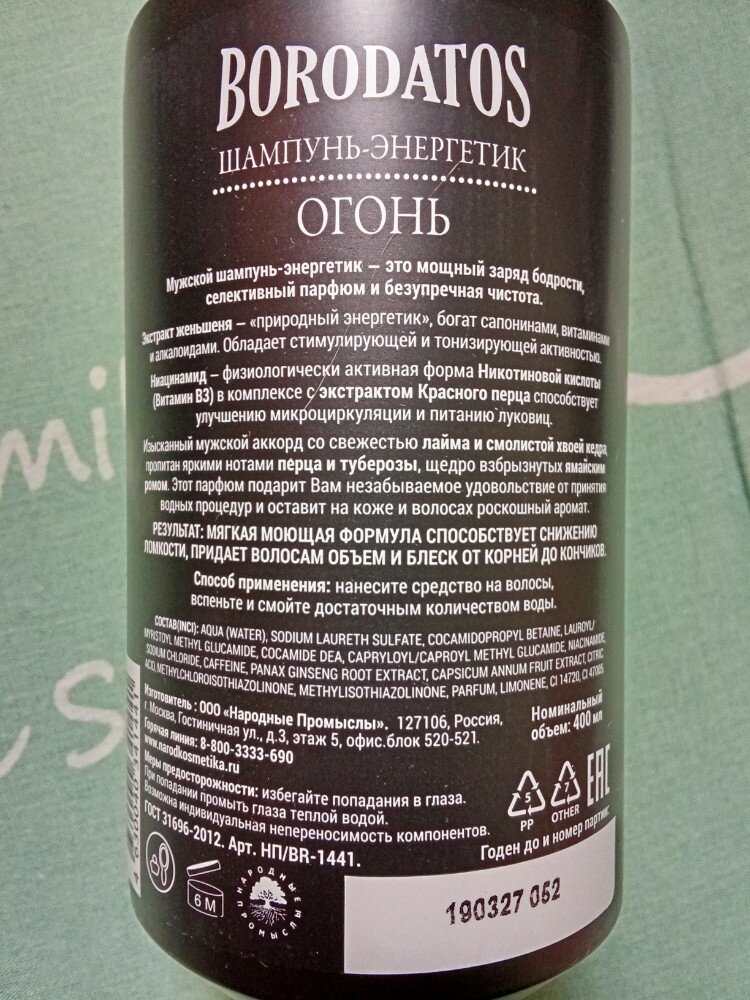 BORODATOS
ШАМПУНЬ-ЭНЕРГЕТИК
ОГОНЬ
Мужской шампунь-энергетик – это мощный заряд бодрости,
селективный парфюм и безупречная чистота.
Экстракт женьшеня – «природный энергетик», богат сапонинами, витаминами
и алкалоидами. Обладает стимулирующей и тонизирующей активностью.
Ниацинамид – физиологически активная форма Никотиновой кислоты
(Витамин В3) в комплексе с экстрактом Красного перца способствует
улучшению микроциркуляции и питанию луковиц.
Изысканный мужской аккорд со свежестью лайма и смолистой хвоей кедра,
пропитан яркими нотами перца и туберозы, щедро взбрызнутых ямайским
ромом. Этот парфюм подарит Вам незабываемое удовольствие от принятия
водных процедур и оставит на коже и волосах роскошный аромат.
РЕЗУЛЬТАТ: МЯГКАЯ МОЮЩАЯ ФОРМУЛА СПОСОБСТВУЕТ СНИЖЕНИЮ
ЛОМКОСТИ, ПРИДАЕТ ВОЛОСАМ ОБЪЕМ И БЛЕСК ОТ КОРНЕЙ ДО КОНЧИКОВ.
Способ применения: нанесите средство на волосы,
вспеньте и смойте достаточным количеством воды.
СОСТАВ(INCI): AQUA (WATER), SODIUM LAURETH SULFATE, COCAMIDOPROPYL BETAINE, LAUROYL/
MYRISTOYL METHYL GLUCAMIDE, COCAMIDE DEA, CAPRYLOYL/CAPROYL METHYL GLUCAMIDE, NIACINAMIDE,
SODIUM CHLORIDE, CAFFEINE, PANAX GINSENG ROOT EXTRACT, CAPSICUM ANNUM FRUIT EXTRACT, CITRIC
ACID, METHYLCHLOROISOTHIAZOLINONE, METHYLISOTHIAZOLINONE, PARFUM, LIMONENE, CI 14720, CI 47005.
Изготовитель : ООО «Народные Промыслы». 127106, Россия,
г. Москва, Гостиничная ул., д.3, этаж 5, офис.блок 520-521.
Горячая линия: 8-800-3333-690
www.narodkosmetika.ru
Номинальный
объем: 400 мл
Меры предосторожности: избегайте попадания в глаза.
При попадании промыть глаза теплой водой.
Возможна индивидуальная непереносимость компонентов.
ГОСТ 31696-2012. Арт. НП/BR-1441.
5
PP
7
OTHER
EAC
Годен до и номер партии:
6 M
НАРОДНЫЕ
ПРОМЫСЛЫ
190327 052
mi
s